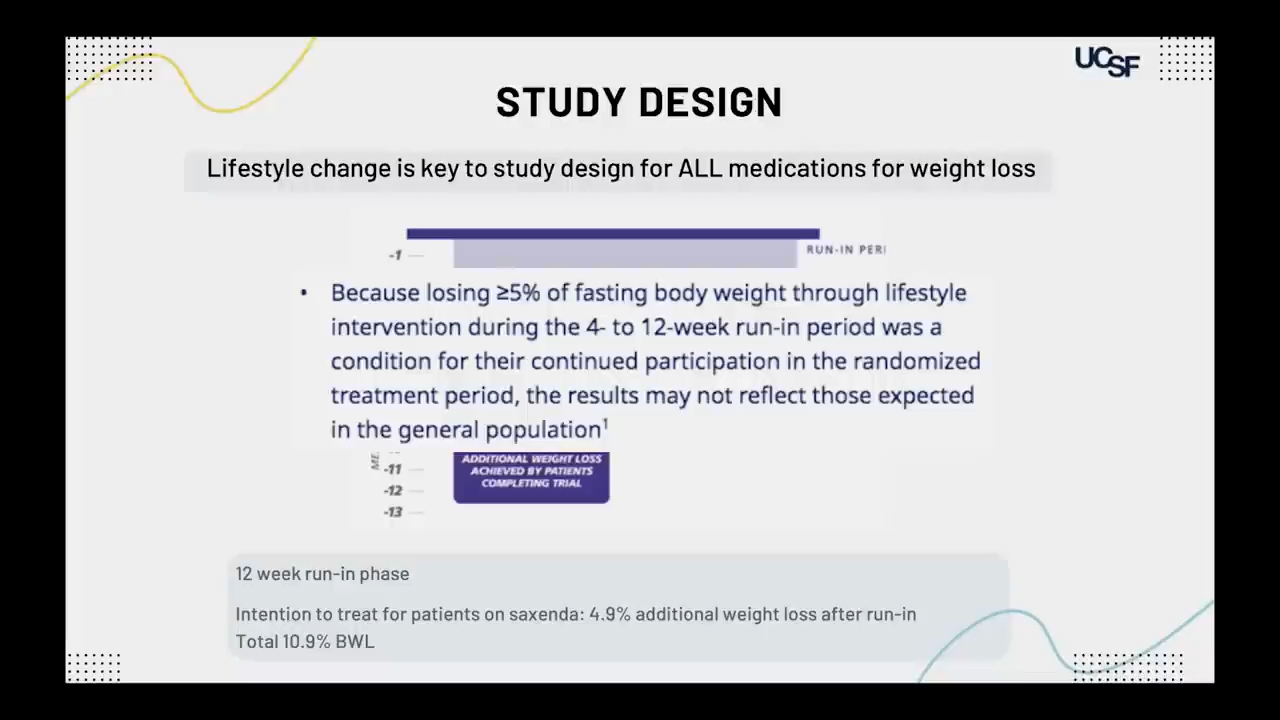 UCSF
STUDY DESIGN
Lifestyle change is key to study design for ALL medications for weight loss
-1
RUN-IN PERI
• Because losing ≥5% of fasting body weight through lifestyle
intervention during the 4- to 12-week run-in period was a
condition for their continued participation in the randomized
treatment period, the results may not reflect those expected
in the general population¹
ME
-11
-12
-13
ADDITIONAL WEIGHT LOSS
ACHIEVED BY PATIENTS
COMPLETING TRIAL
12 week run-in phase
Intention to treat for patients on saxenda: 4.9% additional weight loss after run-in
Total 10.9% BWL